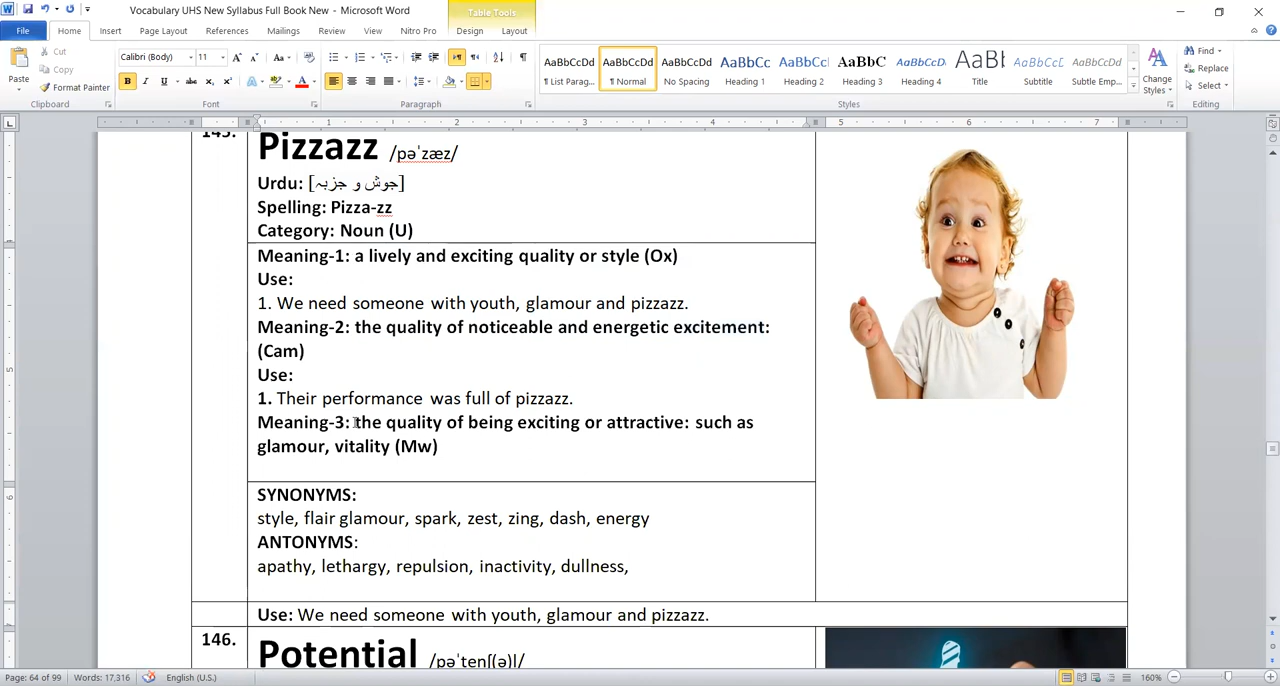 Vocabulary UHS New Syllabus Full Book New - Microsoft Word
Table Tools
File Home Insert Page Layout References Mailings Review View Nitro Pro Design Layout
Paste
Cut
Copy
Format Painter
Clipboard
Calibri (Body) 11
Font
Paragraph
AaBbCcDd AaBbCcDd AaBbCcDd AaBbCc AaBbCc AaBbC AaBbCcDd AaBbCcC AaBbCcDd
¶ List Parag... ¶ Normal No Spacing Heading 1 Heading 2 Heading 3 Heading 4 Title Subtitle Subtle Emp...
Styles
Change Styles
Find
Replace
Select
Editing
145.
Pizzazz /pəˈzæz/
Urdu: [جوش و جزبہ]
Spelling: Pizza-zz
Category: Noun (U)
Meaning-1: a lively and exciting quality or style (Ox)
Use:
1. We need someone with youth, glamour and pizzazz.
Meaning-2: the quality of noticeable and energetic excitement:
(Cam)
Use:
1. Their performance was full of pizzazz.
Meaning-3: the quality of being exciting or attractive: such as
glamour, vitality (Mw)
SYNONYMS:
style, flair glamour, spark, zest, zing, dash, energy
ANTONYMS:
apathy, lethargy, repulsion, inactivity, dullness,
Use: We need someone with youth, glamour and pizzazz.
146.
Potential /pəˈtenʃ(ə)l/
Page: 64 of 99 Words: 17,316 English (U.S.) 160%